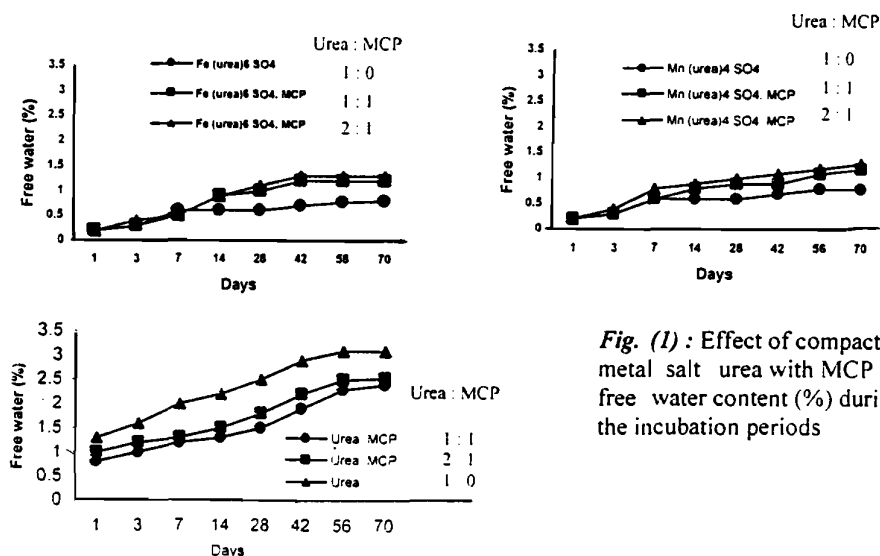 Urea : MCP
3.5
3
2.5
2
1.5
1
0.5
0
Free water (%)
Fe (urea)6 SO4
1 : 0
Fe (urea)6 SO4. MCP
1 : 1
Fe (urea)6 SO4. MCP
2 : 1
1 3 7 14 28 42 58 70
Days
Urea : MCP
3.5
3
2.5
2
1.5
1
0.5
0
Free water (%)
Mn (urea)4 SO4
1 : 0
Mn (urea)4 SO4. MCP
1 : 1
Mn (urea)4 SO4 MCP
2 : 1
1 3 7 14 28 42 56 70
Days
3.5
3
2.5
2
1.5
1
0.5
0
Free water (%)
Urea : MCP
Urea MCP 1 : 1
Urea MCP 2 1
Urea 1 0
1 3 7 14 28 42 56 70
Days
Fig. (1) : Effect of compact
metal salt urea with MCP
free water content (%) duri
the incubation periods